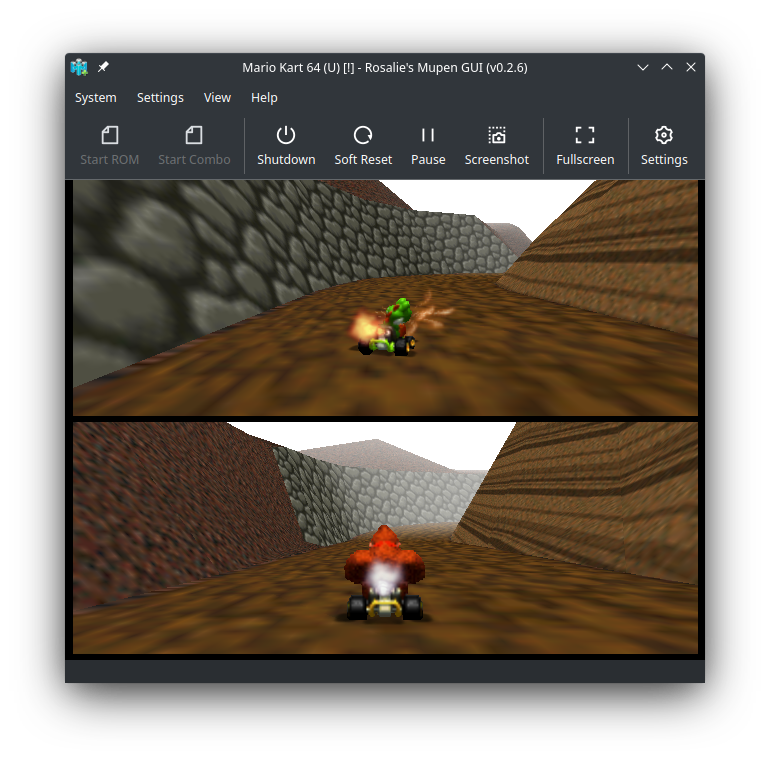 Mario Kart 64 (U) [!] - Rosalie's Mupen GUI (v0.2.6)
System Settings View Help
Start ROM Start Combo Shutdown Soft Reset Pause Screenshot Fullscreen Settings